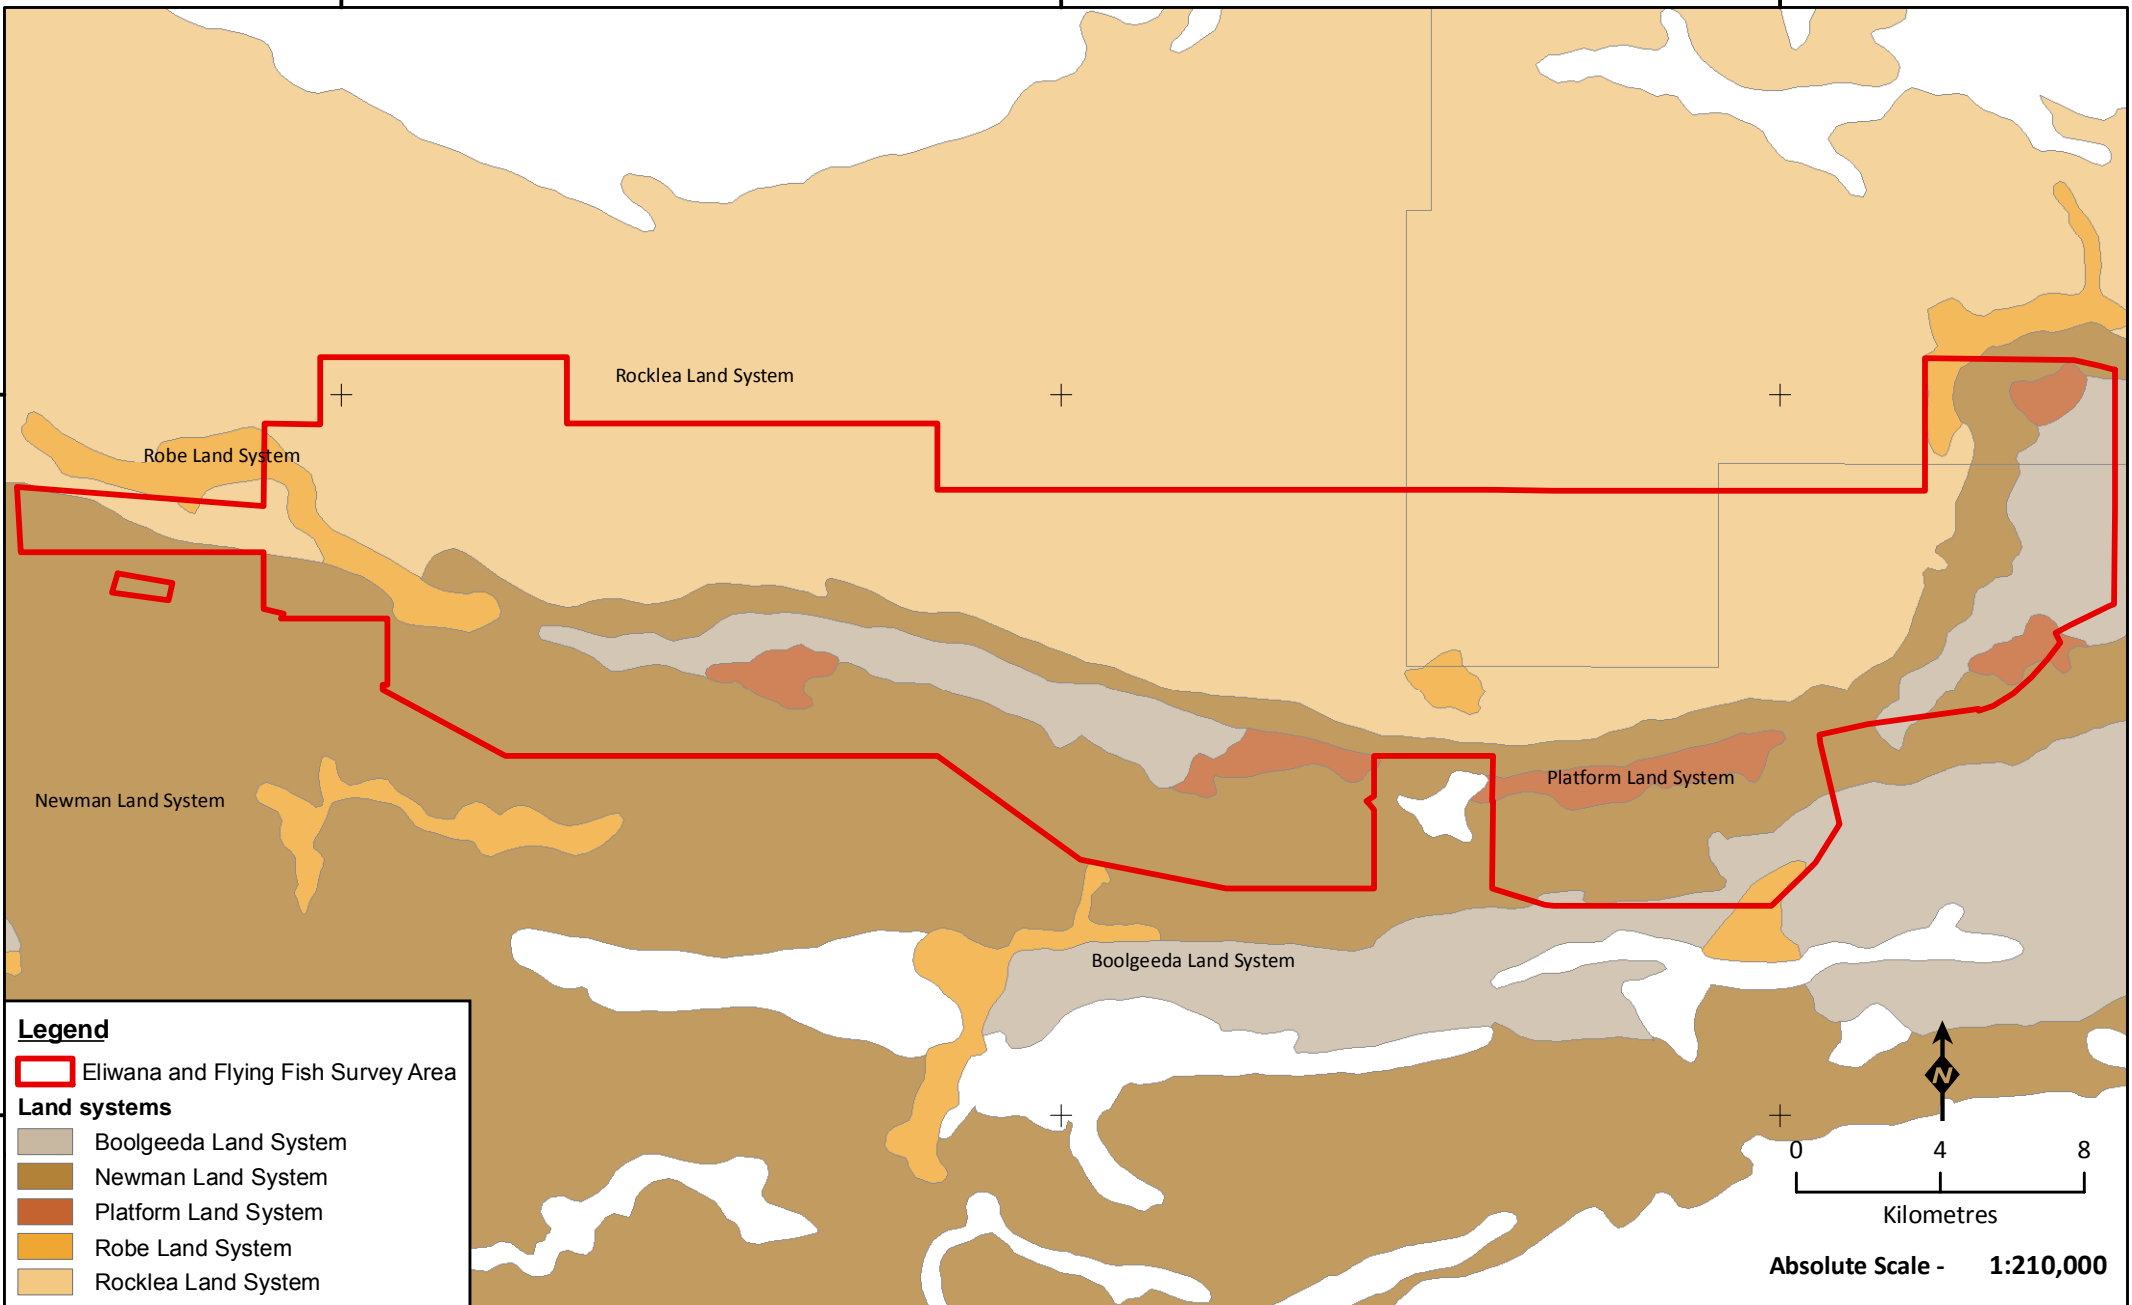 Rocklea Land System
Robe Land System
Platform Land System
Newman Land System
Boolgeeda Land System
Legend
Eliwana and Flying Fish Survey Area
Land systems
Boolgeeda Land System
Newman Land System
Platform Land System
Robe Land System
Rocklea Land System
N
0 4 8
Kilometres
Absolute Scale - 1:210,000